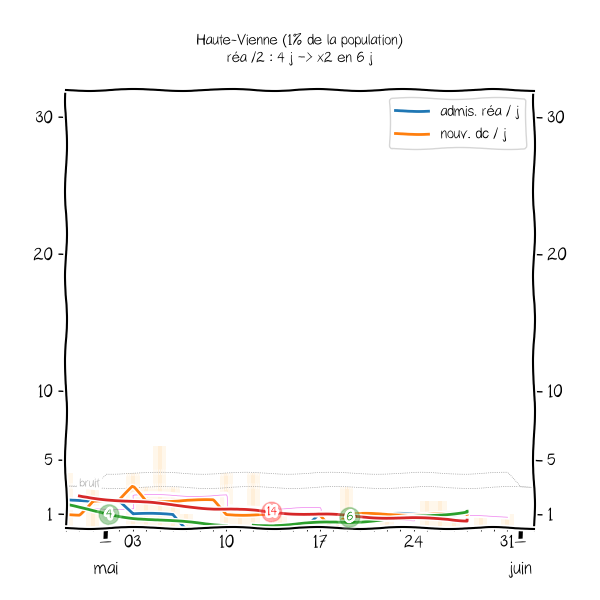 Haute-Vienne (1% de la population)
réa /2 : 4 j -> x2 en 6 j
admis. réa / j
nouv. dc / j
30 30
20 20
10 10
5 5
bruit
4 14 6
1 1
03 10 17 24 31
mai juin